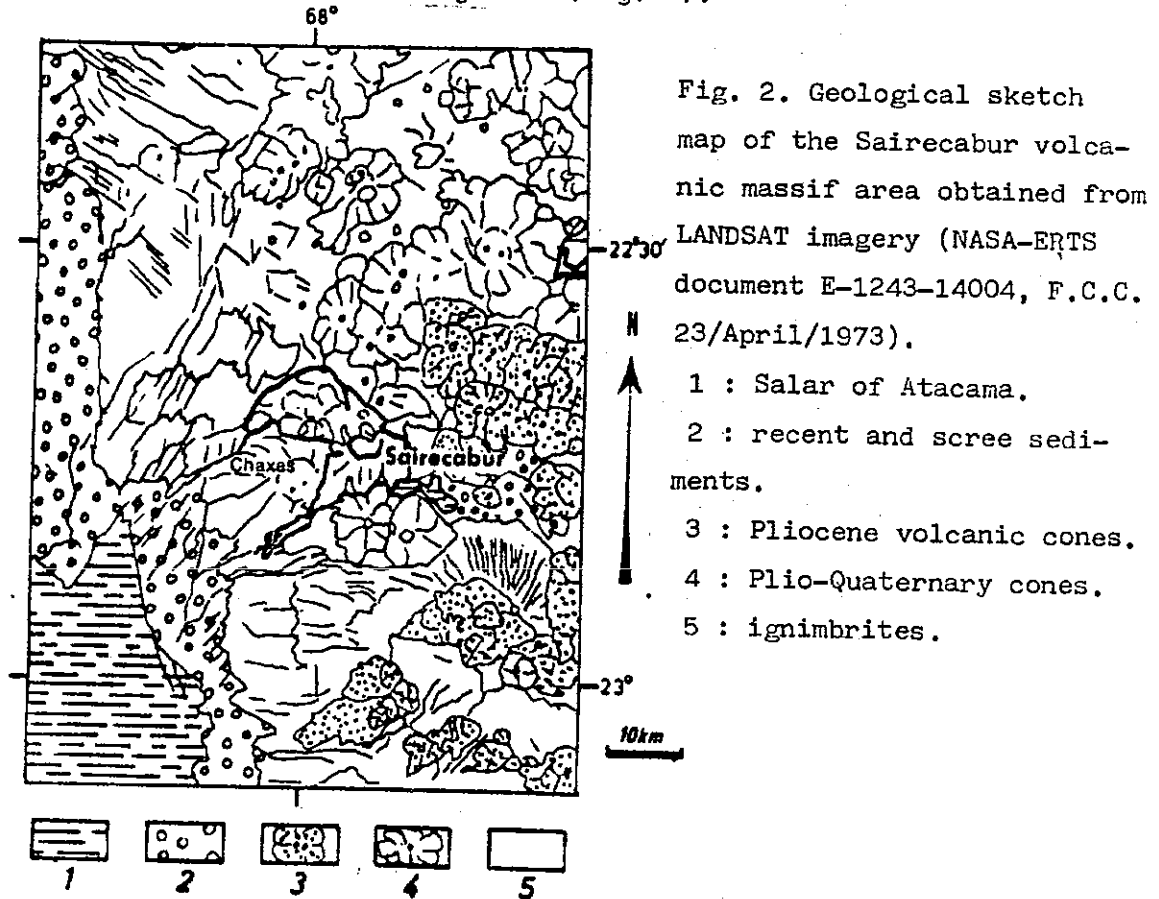 68°
Fig. 2. Geological sketch
map of the Sairecabur volca-
nic massif area obtained from
LANDSAT imagery (NASA-ERTS
document E-1243-14004, F.C.C.
23/April/1973).
1 : Salar of Atacama.
2 : recent and scree sedi-
ments.
3 : Pliocene volcanic cones.
4 : Plio-Quaternary cones.
5 : ignimbrites.
22°30'
N
Sairecabur
Chaxas
23°
10km
1 2 3 4 5